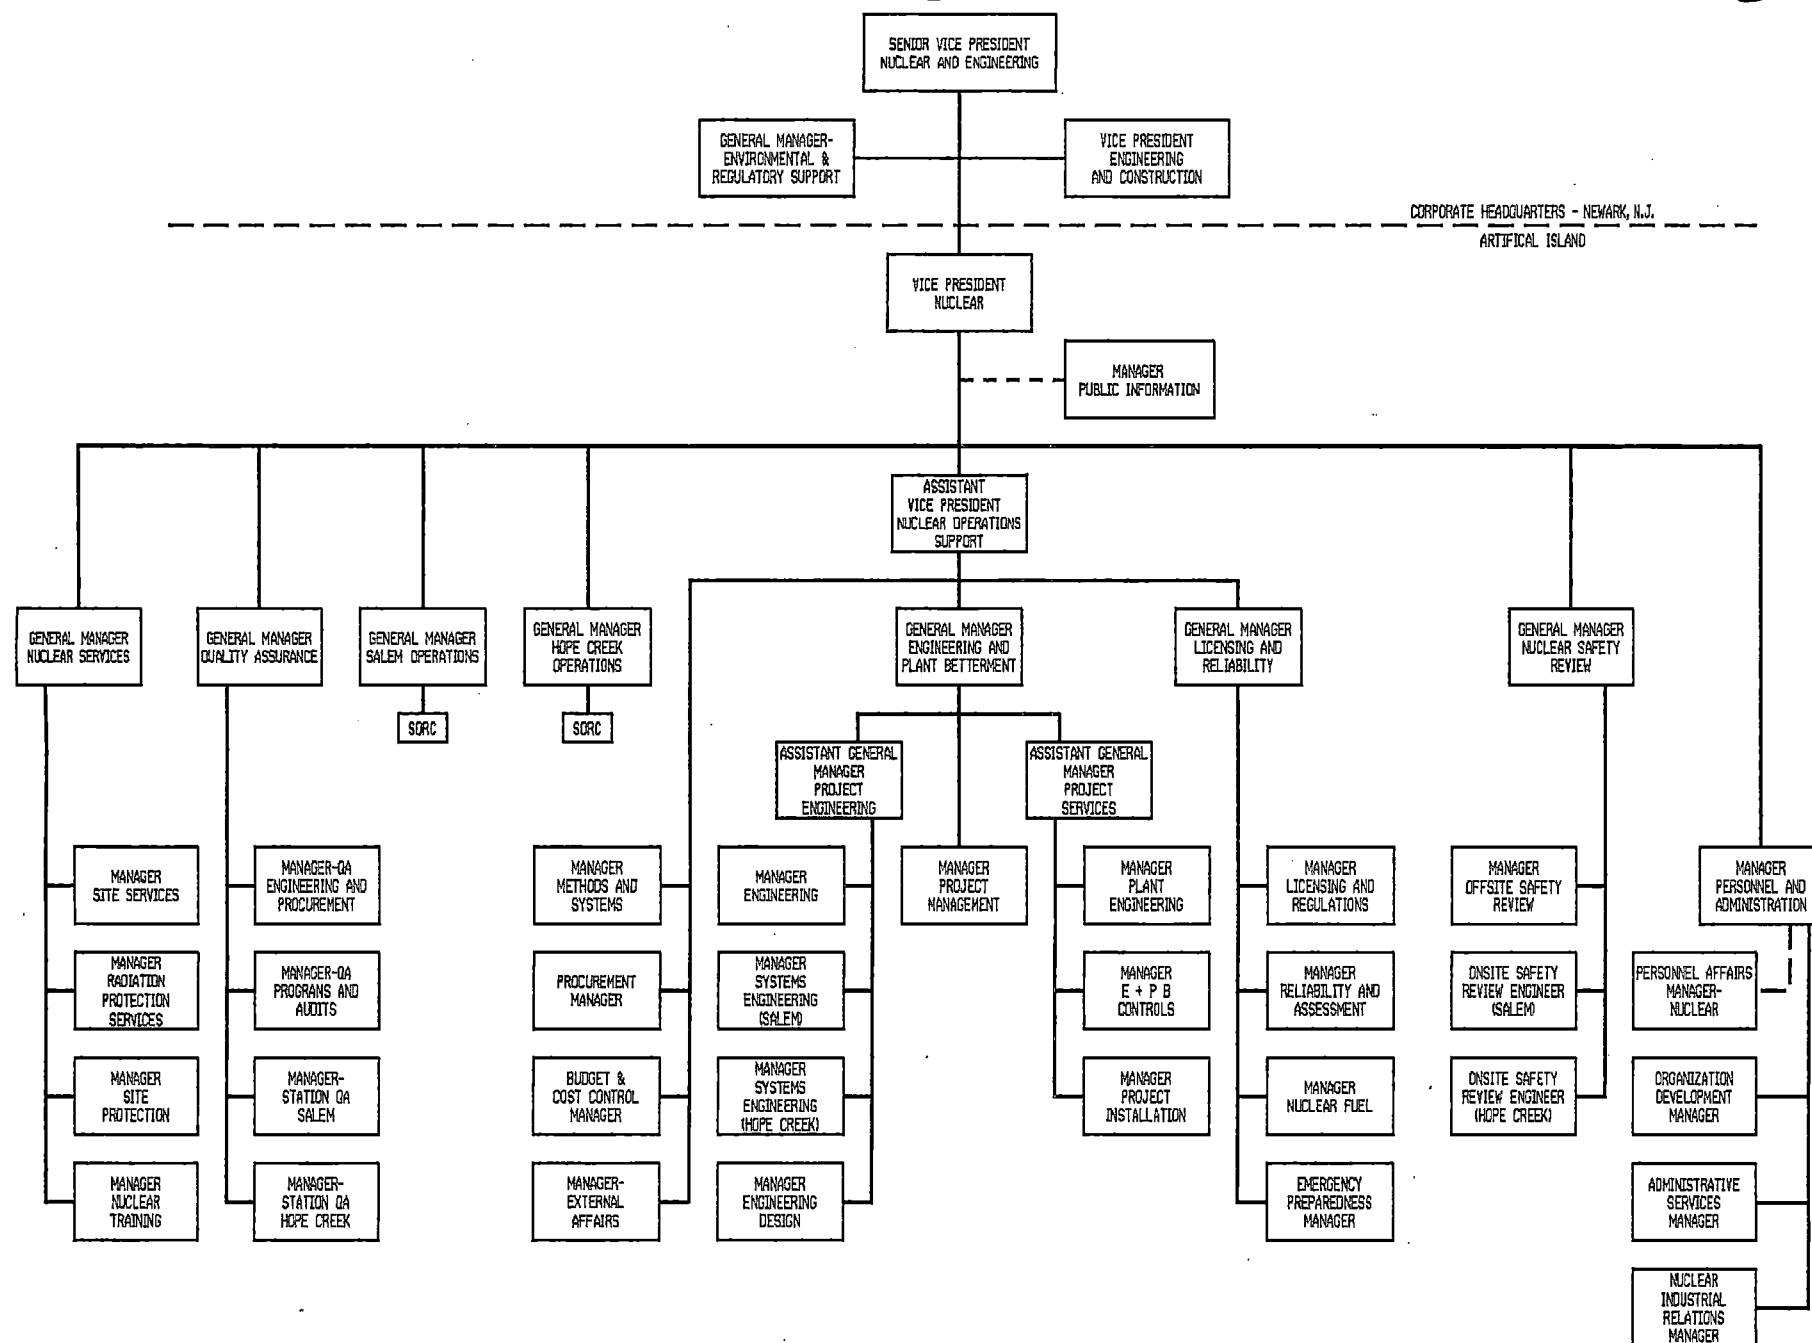 SENIOR VICE PRESIDENT
NUCLEAR AND ENGINEERING
GENERAL MANAGER-
ENVIRONMENTAL &
REGULATORY SUPPORT
VICE PRESIDENT
ENGINEERING
AND CONSTRUCTION
CORPORATE HEADQUARTERS - NEWARK, N.J.
ARTIFICAL ISLAND
VICE PRESIDENT
NUCLEAR
MANAGER
PUBLIC INFORMATION
ASSISTANT
VICE PRESIDENT
NUCLEAR OPERATIONS
SUPPORT
GENERAL MANAGER
NUCLEAR SERVICES
GENERAL MANAGER
QUALITY ASSURANCE
GENERAL MANAGER
SALEM OPERATIONS
GENERAL MANAGER
HOPE CREEK
OPERATIONS
GENERAL MANAGER
ENGINEERING AND
PLANT BETTERMENT
GENERAL MANAGER
LICENSING AND
RELIABILITY
GENERAL MANAGER
NUCLEAR SAFETY
REVIEW
SORC
SORC
ASSISTANT GENERAL
MANAGER
PROJECT
ENGINEERING
ASSISTANT GENERAL
MANAGER
PROJECT
SERVICES
MANAGER
SITE SERVICES
MANAGER-QA
ENGINEERING AND
PROCUREMENT
MANAGER
METHODS AND
SYSTEMS
MANAGER
ENGINEERING
MANAGER
PROJECT
MANAGEMENT
MANAGER
PLANT
ENGINEERING
MANAGER
LICENSING AND
REGULATIONS
MANAGER
OFFSITE SAFETY
REVIEW
MANAGER
PERSONNEL AND
ADMINISTRATION
MANAGER
RADIATION
PROTECTION
SERVICES
MANAGER-QA
PROGRANS AND
AUDITS
PROCUREMENT
MANAGER
MANAGER
SYSTEMS
ENGINEERING
(SALEM)
MANAGER
E + P B
CONTROLS
MANAGER
RELIABILITY AND
ASSESSMENT
ONSITE SAFETY
REVIEW ENGINEER
(SALEM)
PERSONNEL AFFAIRS
MANAGER-
NUCLEAR
MANAGER
SITE
PROTECTION
MANAGER-
STATION QA
SALEM
BUDGET &
COST CONTROL
MANAGER
MANAGER
SYSTEMS
ENGINEERING
(HOPE CREEK)
MANAGER
PROJECT
INSTALLATION
MANAGER
NUCLEAR FUEL
ONSITE SAFETY
REVIEW ENGINEER
(HOPE CREEK)
ORGANIZATION
DEVELOPMENT
MANAGER
MANAGER
NUCLEAR
TRAINING
MANAGER-
STATION QA
HOPE CREEK
MANAGER-
EXTERNAL
AFFAIRS
MANAGER
ENGINEERING
DESIGN
EMERGENCY
PREPAREDNESS
MANAGER
ADMINISTRATIVE
SERVICES
MANAGER
NUCLEAR
INDUSTRIAL
RELATIONS
MANAGER